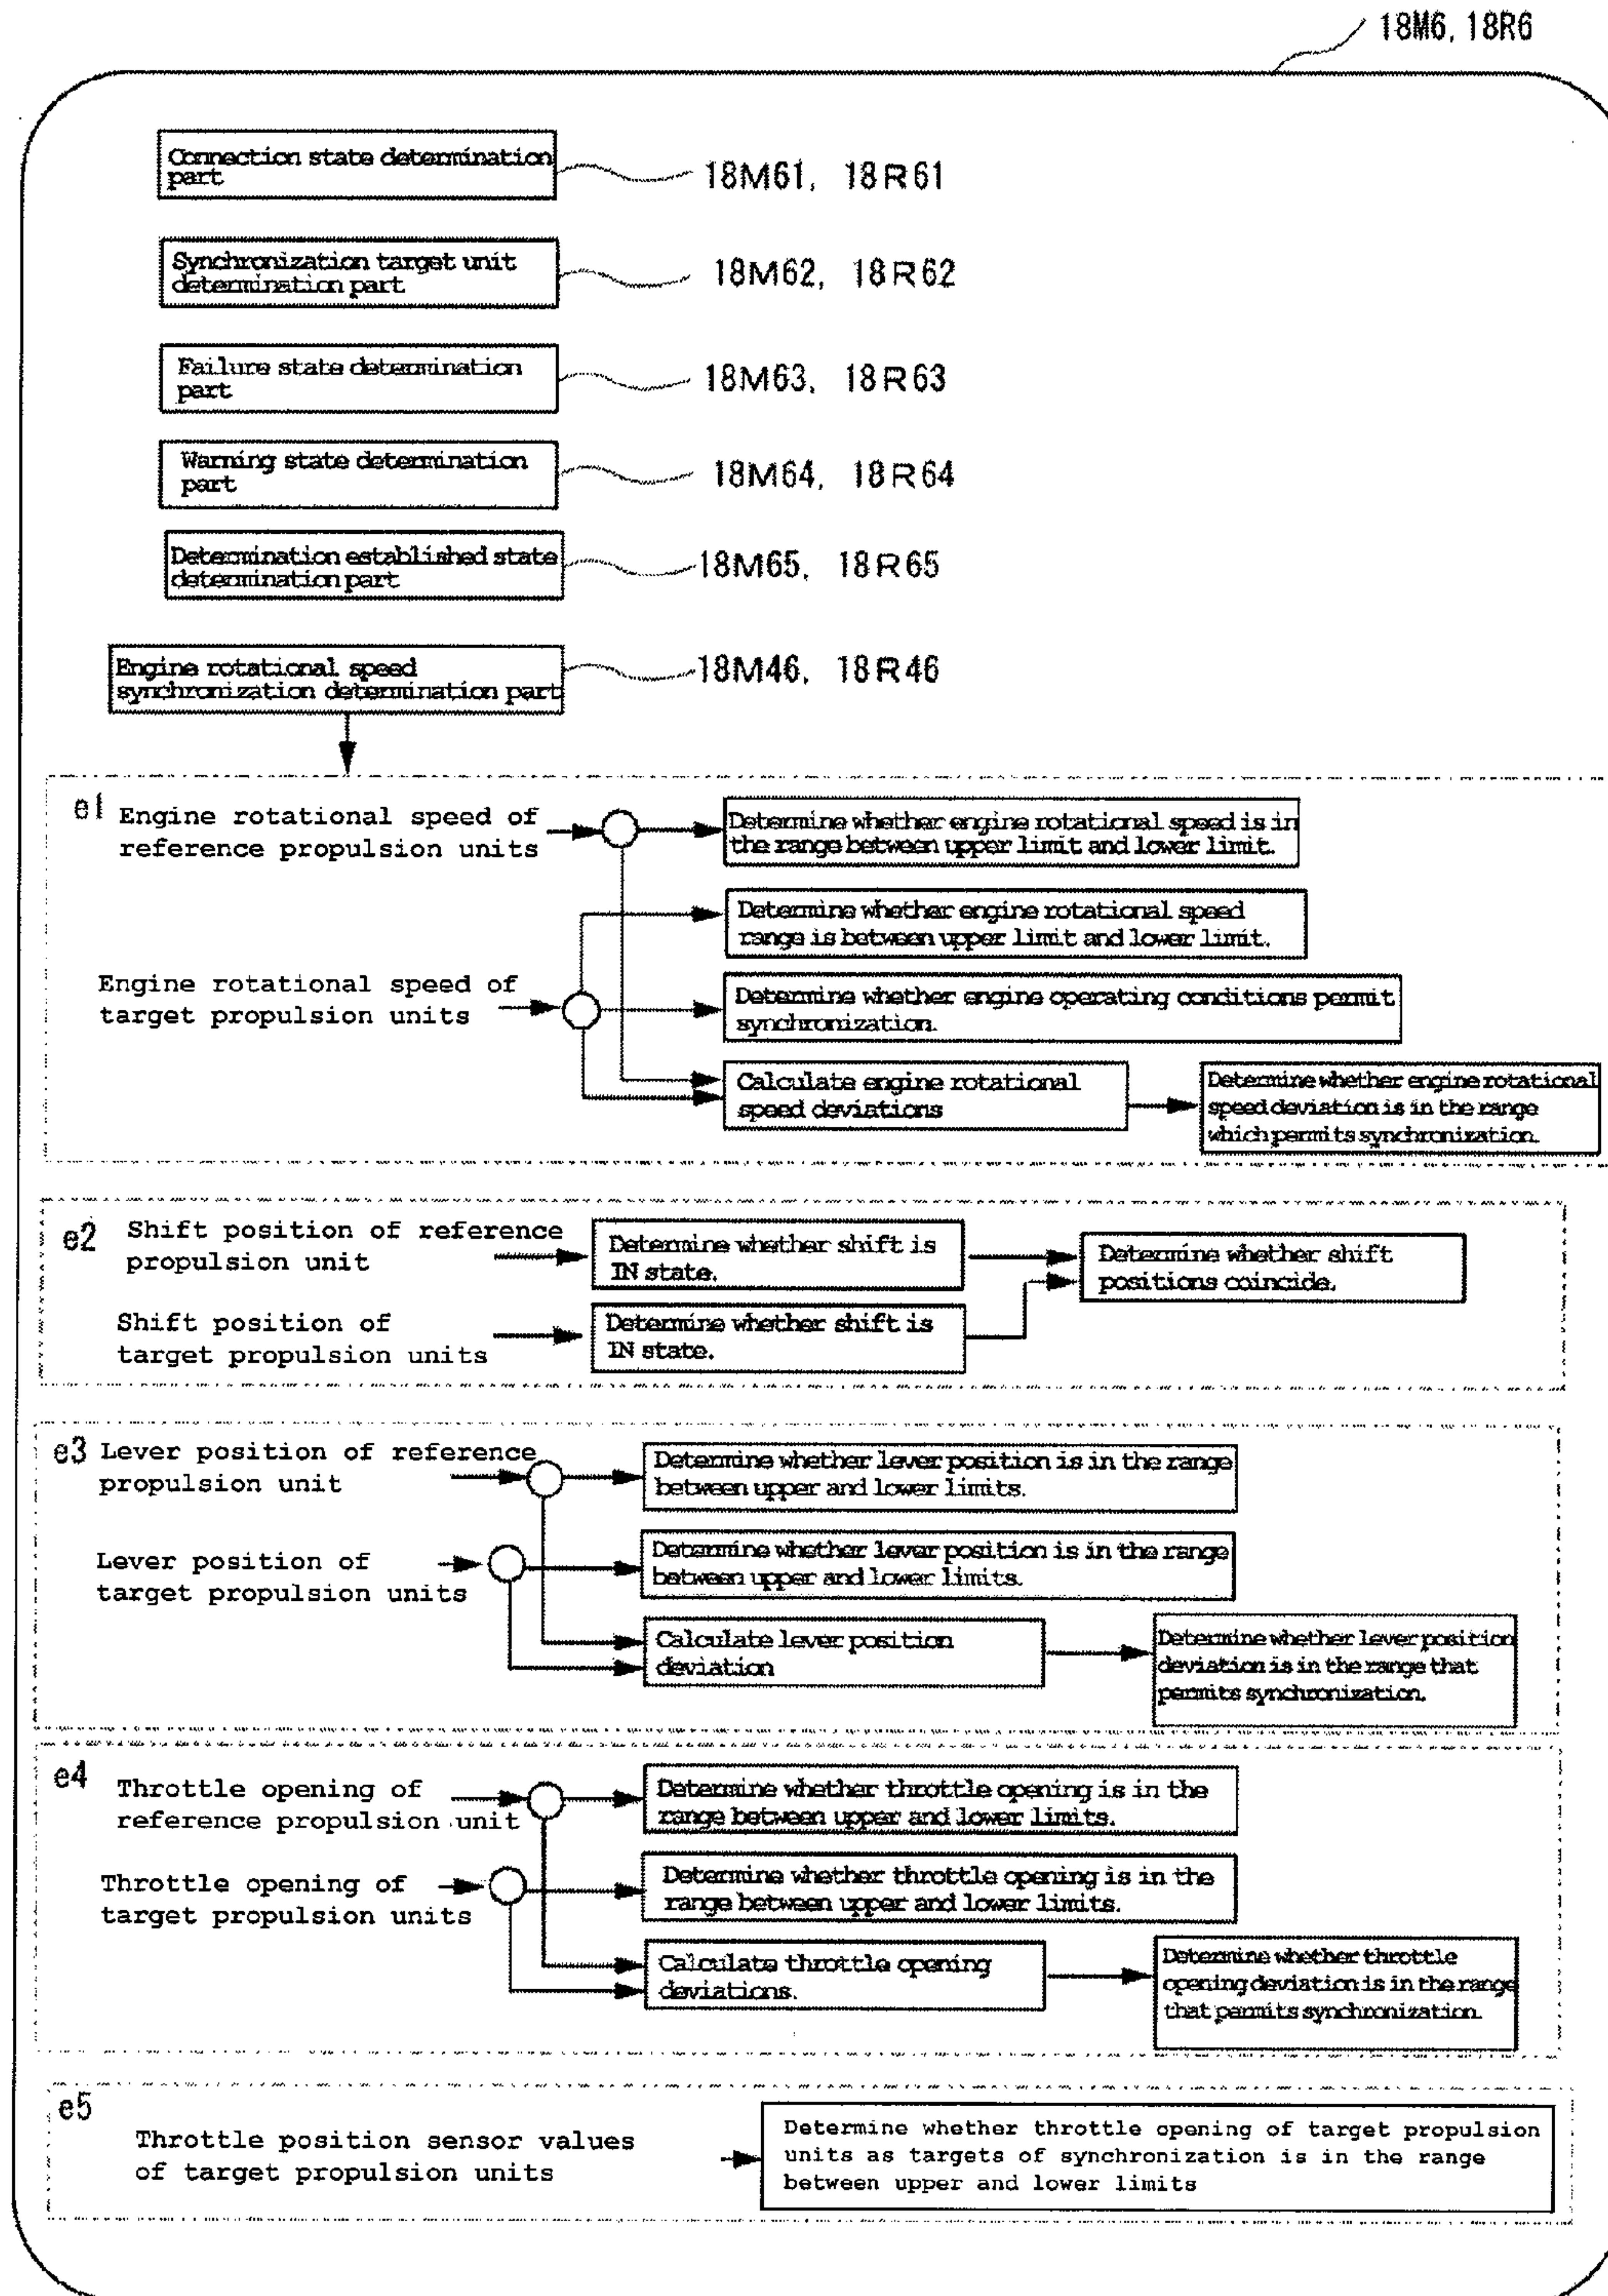 18M6, 18R6
Connection state determination
part
18M61, 18R61
Synchronization target unit
determination part
18M62, 18R62
Failure state determination
part
18M63, 18R63
Warning state determination
part
18M64, 18R64
Determination established state
determination part
18M65, 18R65
Engine rotational speed
synchronization determination part
18M46, 18R46
e1
Engine rotational speed of
reference propulsion units
Determine whether engine rotational speed is in
the range between upper limit and lower limit.
Determine whether engine rotational speed
range is between upper limit and lower limit.
Engine rotational speed of
target propulsion units
Determine whether engine operating conditions permit
synchronization.
Calculate engine rotational
speed deviations
Determine whether engine rotational
speed deviation is in the range
which permits synchronization.
e2
Shift position of reference
propulsion unit
Determine whether shift is
IN state.
Determine whether shift
positions coincide.
Shift position of
target propulsion units
Determine whether shift is
IN state.
e3
Lever position of reference
propulsion unit
Determine whether lever position is in the range
between upper and lower limits.
Lever position of
target propulsion units
Determine whether lever position is in the range
between upper and lower limits.
Calculate lever position
deviation
Determine whether lever position
deviation is in the range that
permits synchronization.
e4
Throttle opening of
reference propulsion unit
Determine whether throttle opening is in the
range between upper and lower limits.
Throttle opening of
target propulsion units
Determine whether throttle opening is in the
range between upper and lower limits.
Calculate throttle opening
deviations.
Determine whether throttle
opening deviation is in the range
that permits synchronization.
e5
Throttle position sensor values
of target propulsion units
Determine whether throttle opening of target propulsion
units as targets of synchronization is in the range
between upper and lower limits